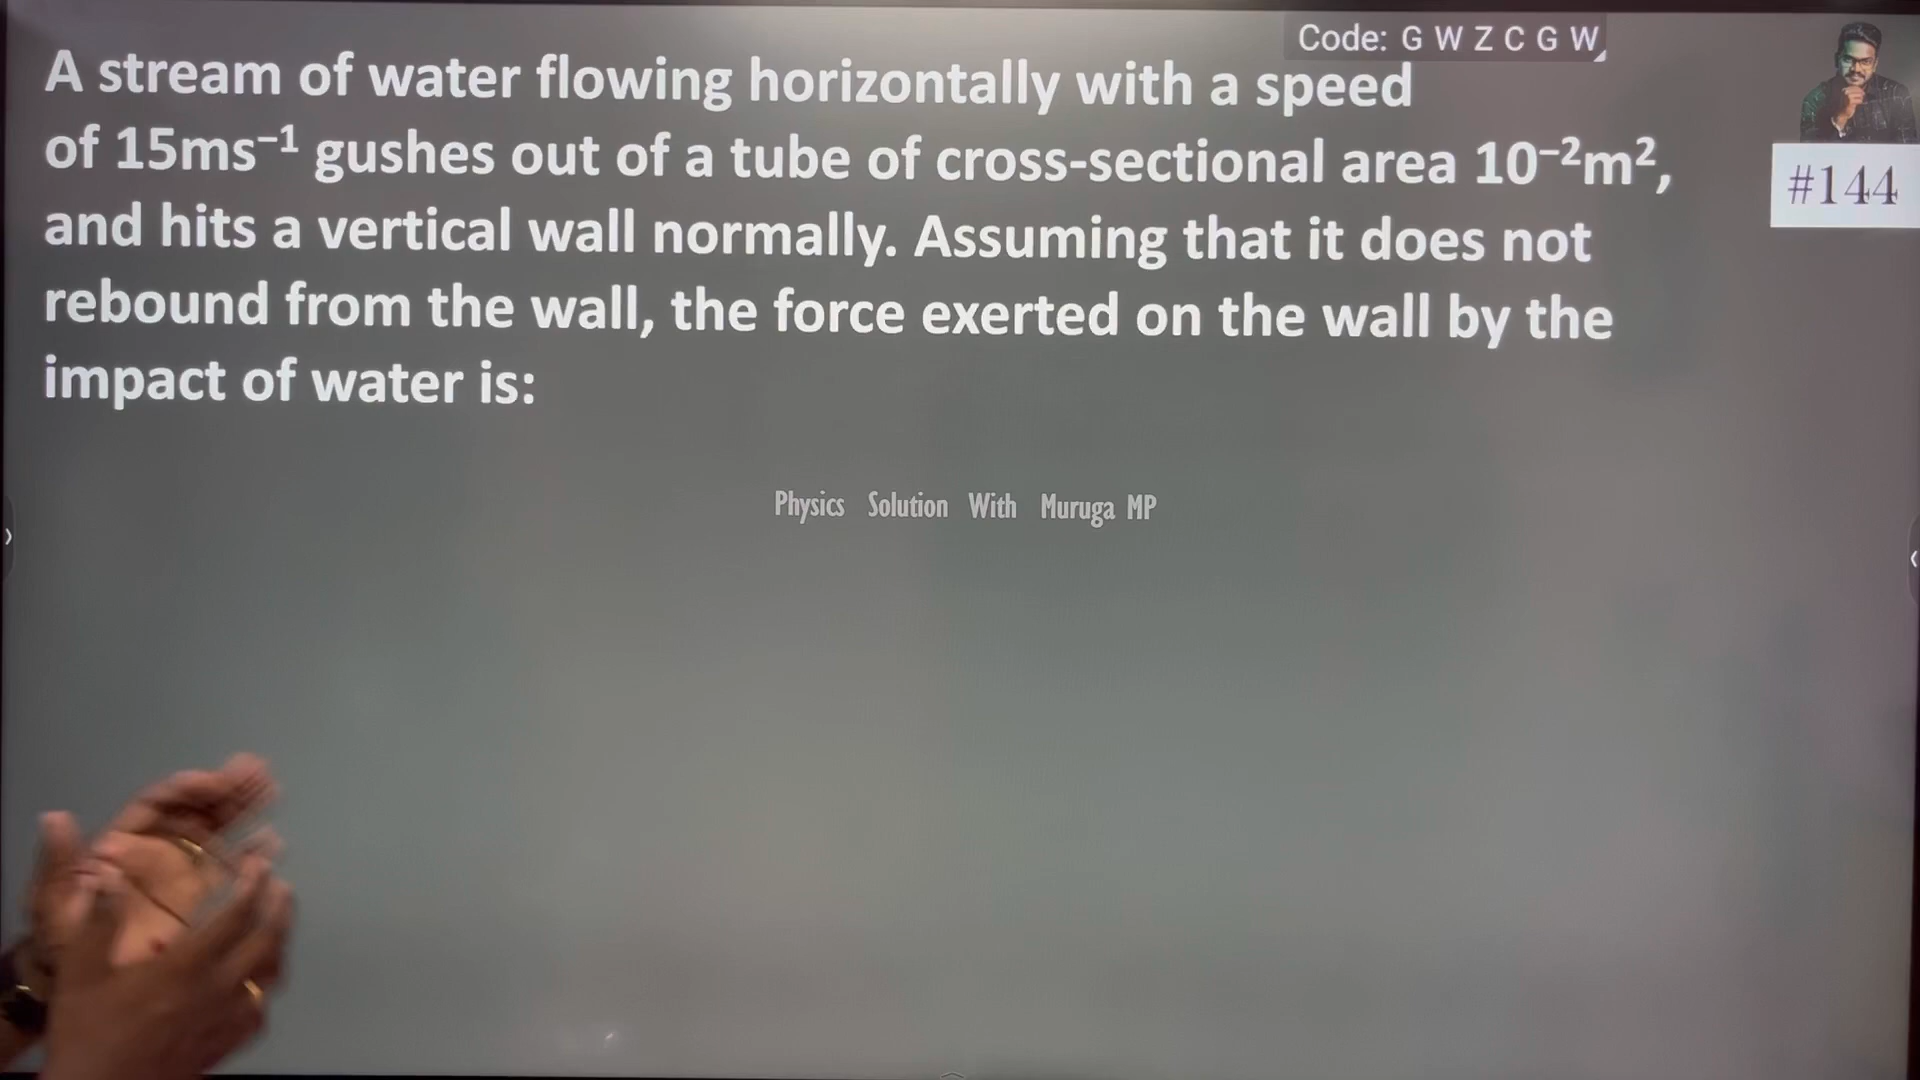 Code: G W Z C G W
A stream of water flowing horizontally with a speed
of 15ms⁻¹ gushes out of a tube of cross-sectional area 10⁻²m²,
#144
and hits a vertical wall normally. Assuming that it does not
rebound from the wall, the force exerted on the wall by the
impact of water is:
Physics Solution With Muruga MP